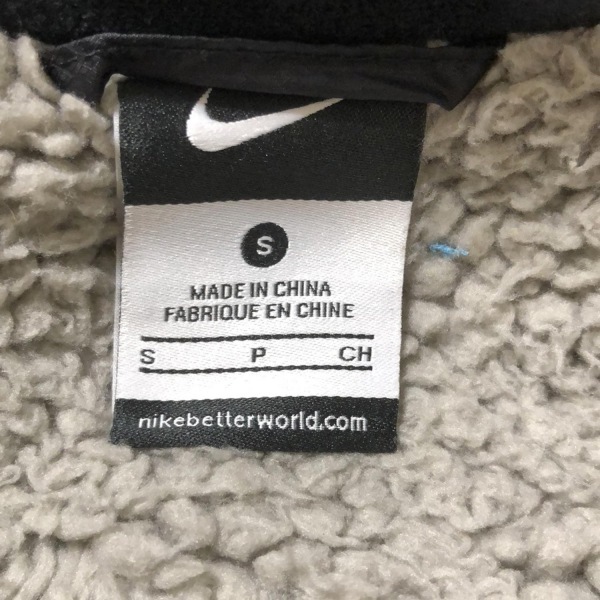 S
MADE IN CHINA
FABRIQUE EN CHINE
S P CH
nikebetterworld.com